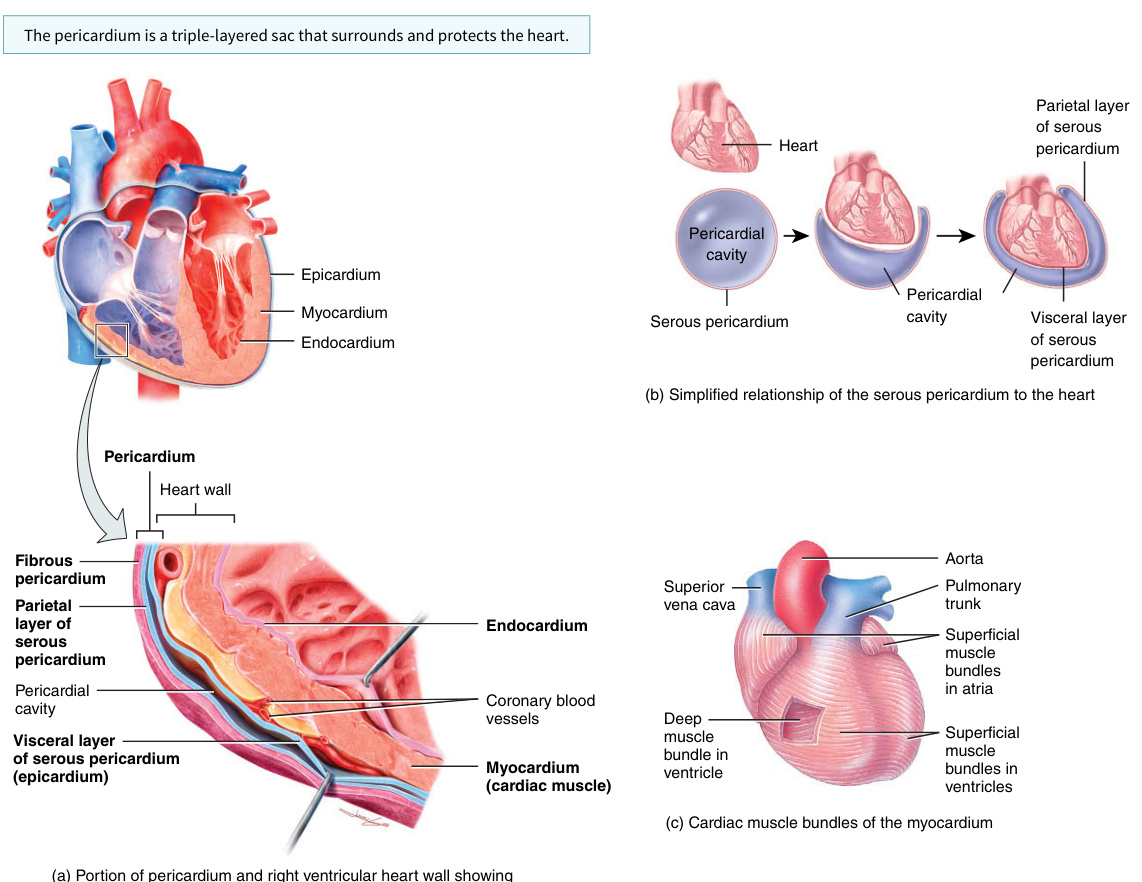 The pericardium is a triple-layered sac that surrounds and protects the heart.
Epicardium
Myocardium
Endocardium
Pericardium
Heart wall
Fibrous
pericardium
Parietal
layer of
serous
pericardium
Pericardial
cavity
Visceral layer
of serous pericardium
(epicardium)
Endocardium
Coronary blood
vessels
Myocardium
(cardiac muscle)
(a) Portion of pericardium and right ventricular heart wall showing
Heart
Pericardial
cavity
Serous pericardium
Pericardial
cavity
Parietal layer
of serous
pericardium
Visceral layer
of serous
pericardium
(b) Simplified relationship of the serous pericardium to the heart
Superior
vena cava
Deep
muscle
bundle in
ventricle
Aorta
Pulmonary
trunk
Superficial
muscle
bundles
in atria
Superficial
muscle
bundles in
ventricles
(c) Cardiac muscle bundles of the myocardium